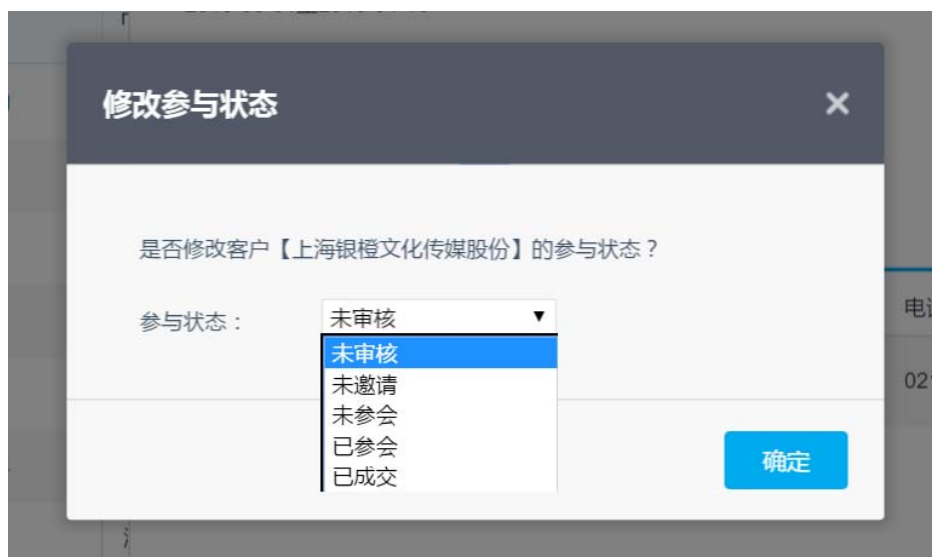 修改参与状态
是否修改客户【上海银橙文化传媒股份】的参与状态？
参与状态：
未审核
未审核
未邀请
未参会
已参会
已成交
确定
电
02